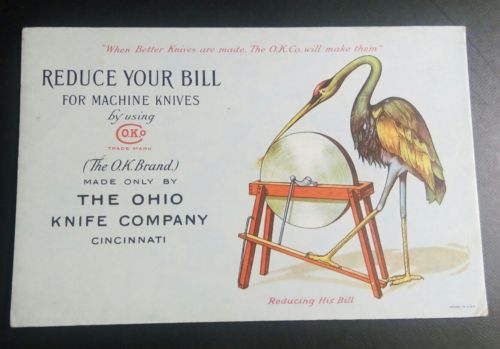 "When Better Knives are made, The O.K.Co. will make them"
REDUCE YOUR BILL
FOR MACHINE KNIVES
by using
O.K.Co
TRADE MARK
(The O.K.Brand.)
MADE ONLY BY
THE OHIO
KNIFE COMPANY
CINCINNATI
Reducing His Bill